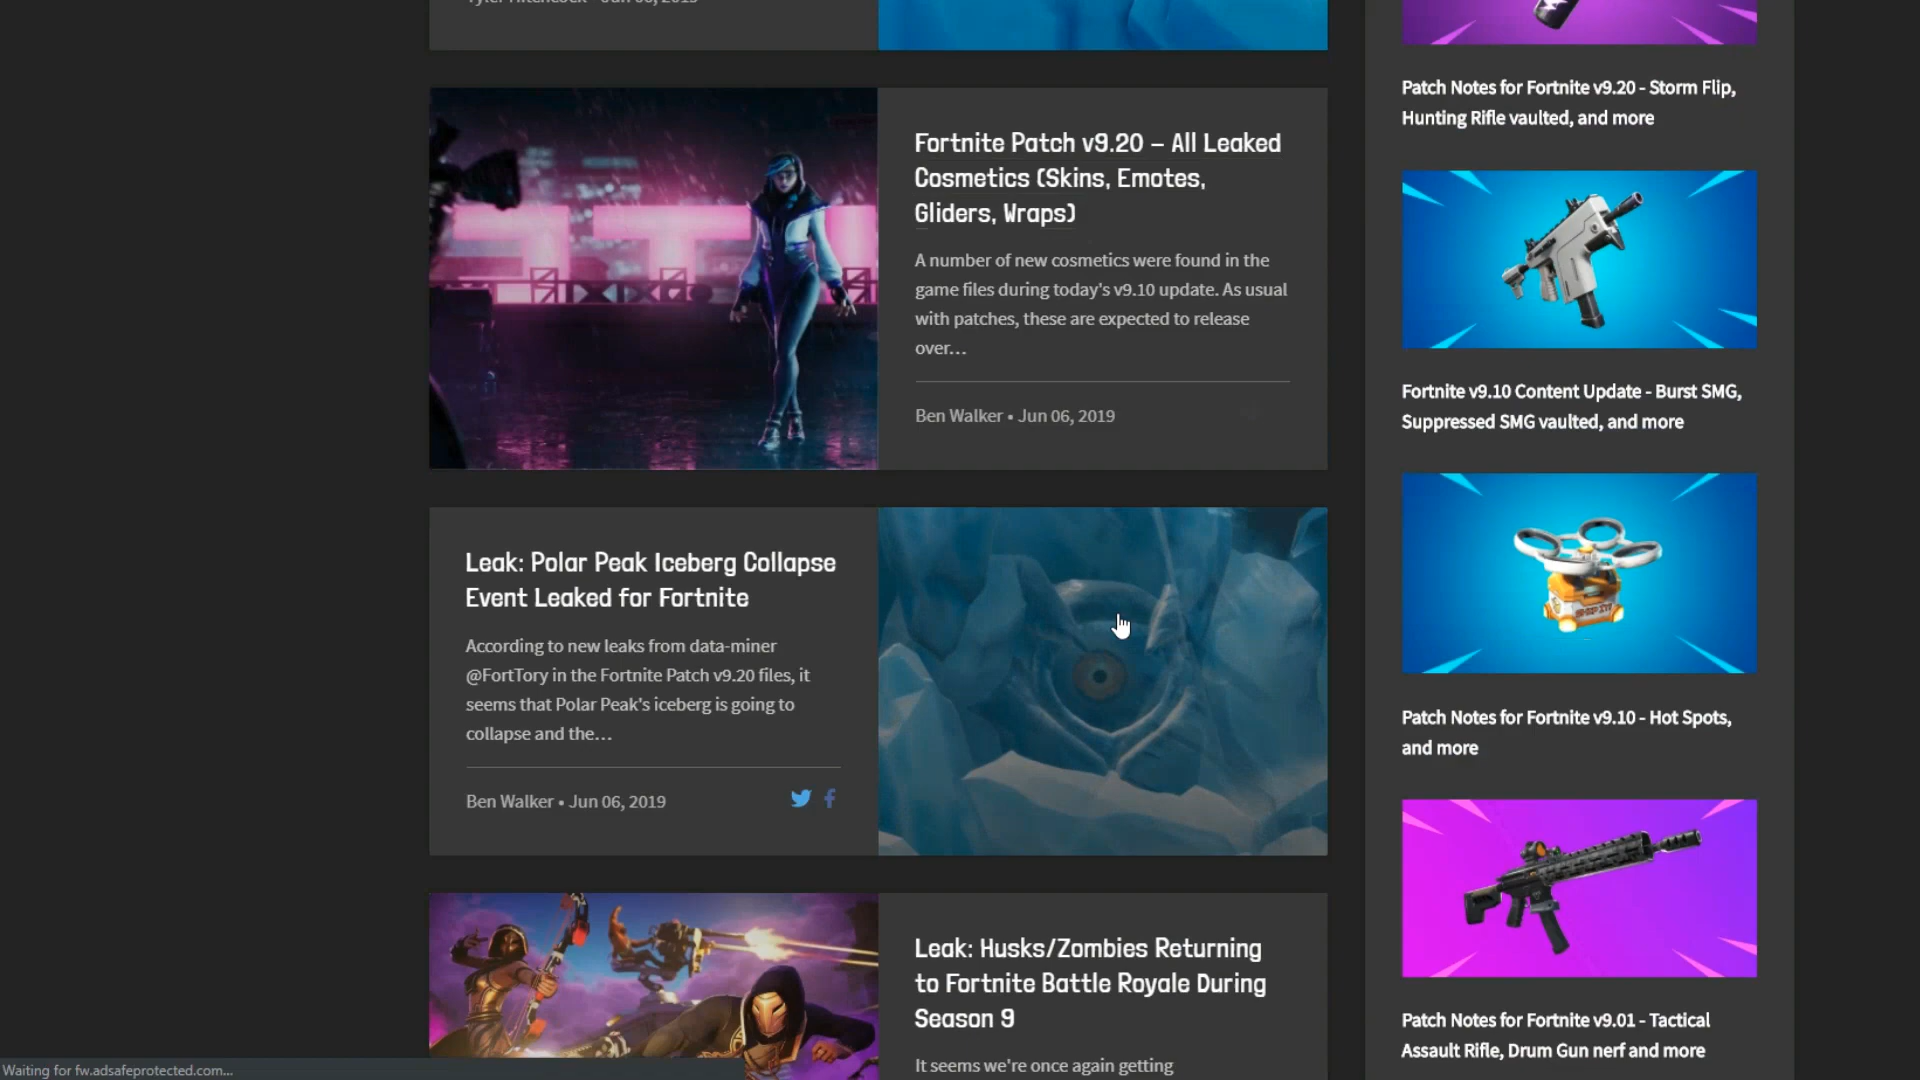 Tyler Hitchcock • Jun 06, 2019
Fortnite Patch v9.20 – All Leaked
Cosmetics (Skins, Emotes,
Gliders, Wraps)
A number of new cosmetics were found in the
game files during today's v9.10 update. As usual
with patches, these are expected to release
over…
Ben Walker • Jun 06, 2019
Leak: Polar Peak Iceberg Collapse
Event Leaked for Fortnite
According to new leaks from data-miner
@FortTory in the Fortnite Patch v9.20 files, it
seems that Polar Peak's iceberg is going to
collapse and the…
Ben Walker • Jun 06, 2019
Leak: Husks/Zombies Returning
to Fortnite Battle Royale During
Season 9
It seems we're once again getting
Patch Notes for Fortnite v9.20 - Storm Flip,
Hunting Rifle vaulted, and more
Fortnite v9.10 Content Update - Burst SMG,
Suppressed SMG vaulted, and more
SHIP IT!
Patch Notes for Fortnite v9.10 - Hot Spots,
and more
Patch Notes for Fortnite v9.01 - Tactical
Assault Rifle, Drum Gun nerf and more
Waiting for fw.adsafeprotected.com...